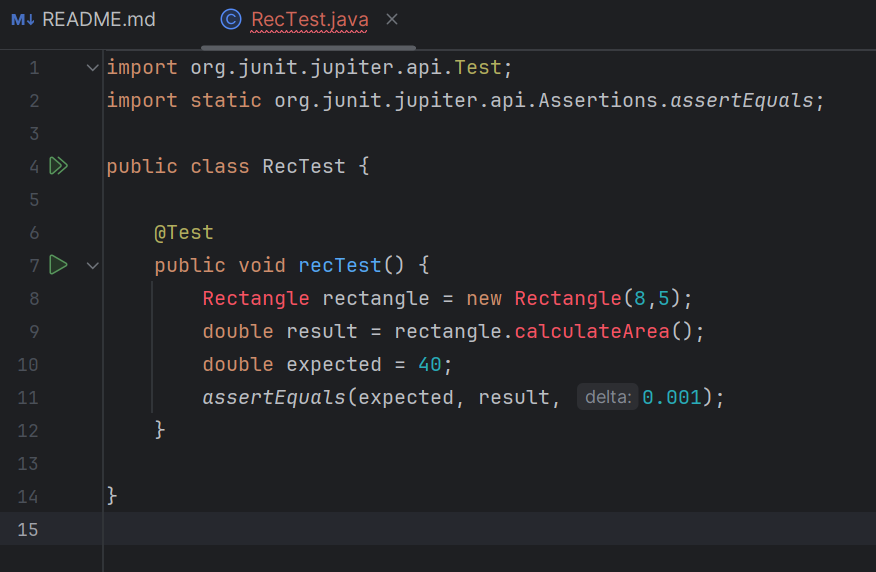 M↓ README.md © RecTest.java ×
1 import org.junit.jupiter.api.Test;
2 import static org.junit.jupiter.api.Assertions.assertEquals;
3
4 public class RecTest {
5
6 @Test
7 public void recTest() {
8 Rectangle rectangle = new Rectangle(8,5);
9 double result = rectangle.calculateArea();
10 double expected = 40;
11 assertEquals(expected, result, delta: 0.001);
12 }
13
14 }
15